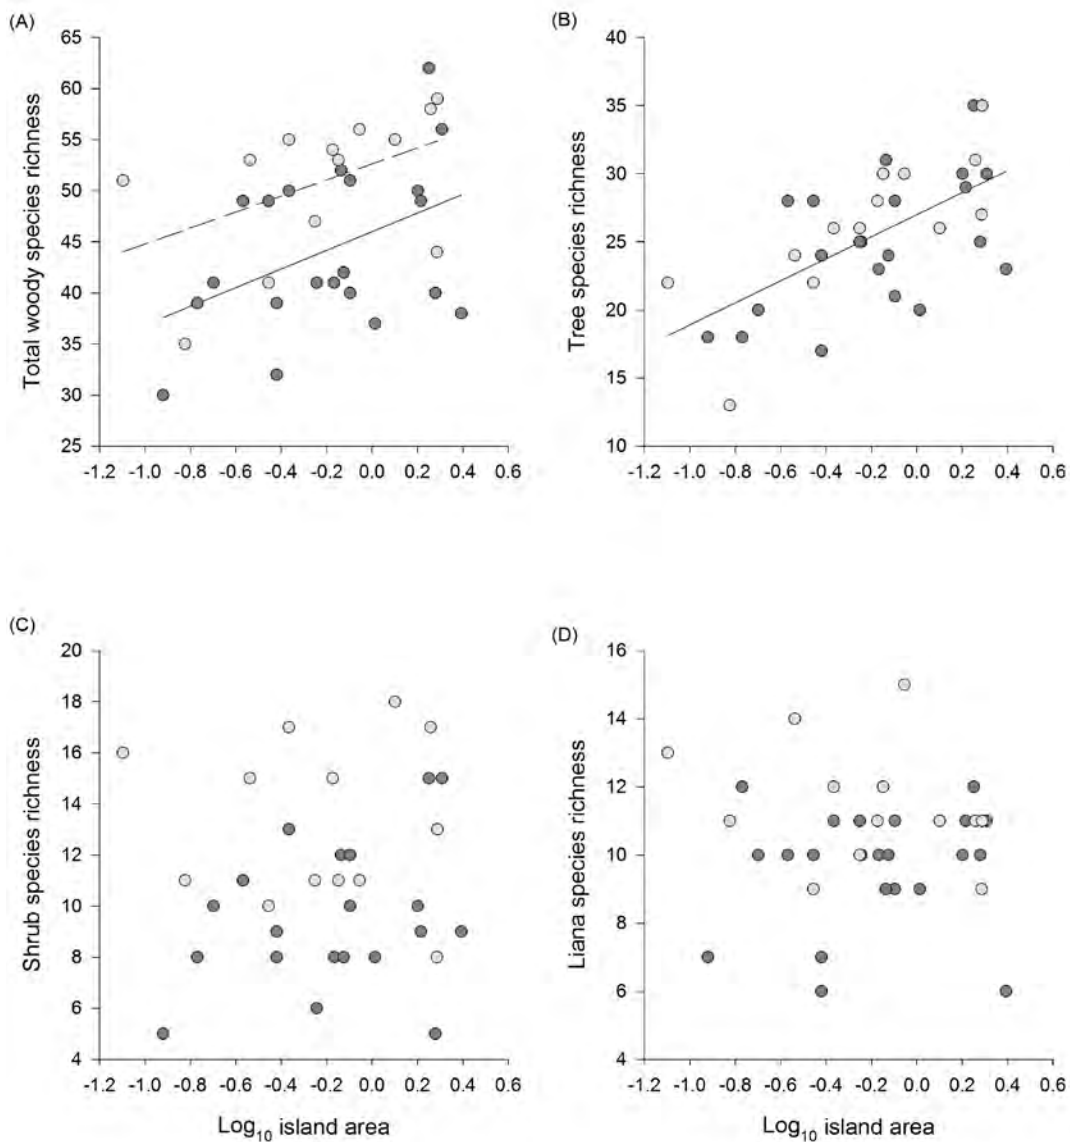 (A)
65
60
55
50
45
40
35
30
25
Total woody species richness
-1.2 -1.0 -0.8 -0.6 -0.4 -0.2 0.0 0.2 0.4 0.6
(B)
40
35
30
25
20
15
10
Tree species richness
-1.2 -1.0 -0.8 -0.6 -0.4 -0.2 0.0 0.2 0.4 0.6
(C)
20
18
16
14
12
10
8
6
4
Shrub species richness
-1.2 -1.0 -0.8 -0.6 -0.4 -0.2 0.0 0.2 0.4 0.6
Log10 island area
(D)
16
14
12
10
8
6
4
Liana species richness
-1.2 -1.0 -0.8 -0.6 -0.4 -0.2 0.0 0.2 0.4 0.6
Log10 island area